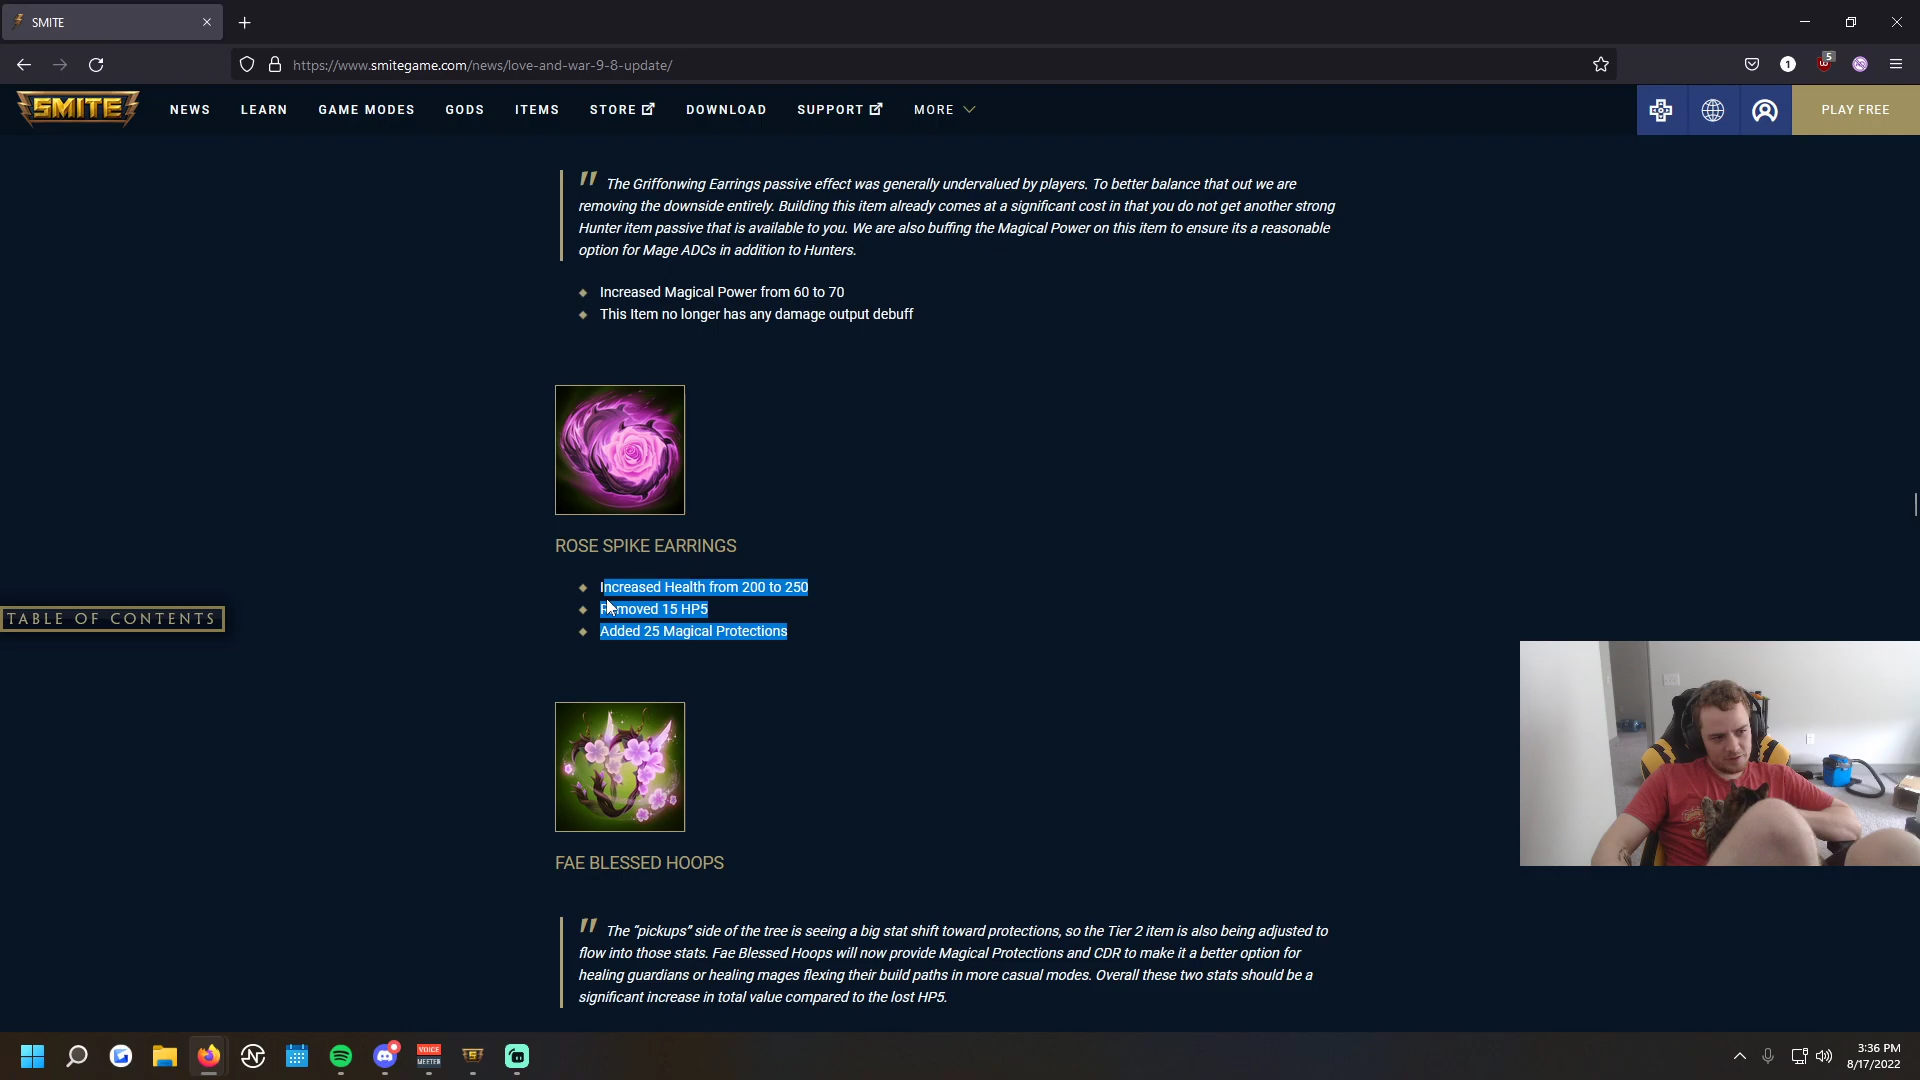 SMITE
5
https://www.smitegame.com/news/love-and-war-9-8-update/
1
SMITE NEWS LEARN GAME MODES GODS ITEMS STORE DOWNLOAD SUPPORT MORE PLAY FREE
" The Griffonwing Earrings passive effect was generally undervalued by players. To better balance that out we are
removing the downside entirely. Building this item already comes at a significant cost in that you do not get another strong
Hunter item passive that is available to you. We are also buffing the Magical Power on this item to ensure its a reasonable
option for Mage ADCs in addition to Hunters.
Increased Magical Power from 60 to 70
This Item no longer has any damage output debuff
ROSE SPIKE EARRINGS
Increased Health from 200 to 250
Removed 15 HP5
TABLE OF CONTENTS
Added 25 Magical Protections
FAE BLESSED HOOPS
" The "pickups" side of the tree is seeing a big stat shift toward protections, so the Tier 2 item is also being adjusted to
flow into those stats. Fae Blessed Hoops will now provide Magical Protections and CDR to make it a better option for
healing guardians or healing mages flexing their build paths in more casual modes. Overall these two stats should be a
significant increase in total value compared to the lost HP5.
VOICE
MEETER
3:36 PM
8/17/2022